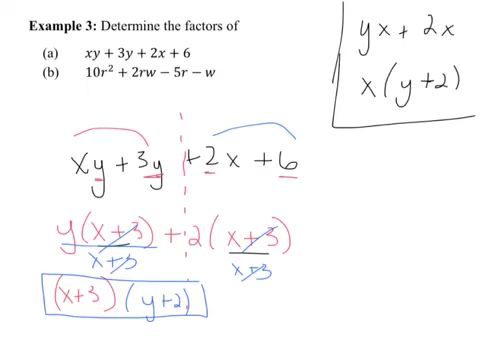 Example 3: Determine the factors of
(a) xy + 3y + 2x + 6
(b) 10r² + 2rw − 5r − w
yx + 2x
x(y+2)
xy + 3y + 2x + 6
y(x+3) + 2(x+3)
x+3 x+3
(x+3)(y+2)